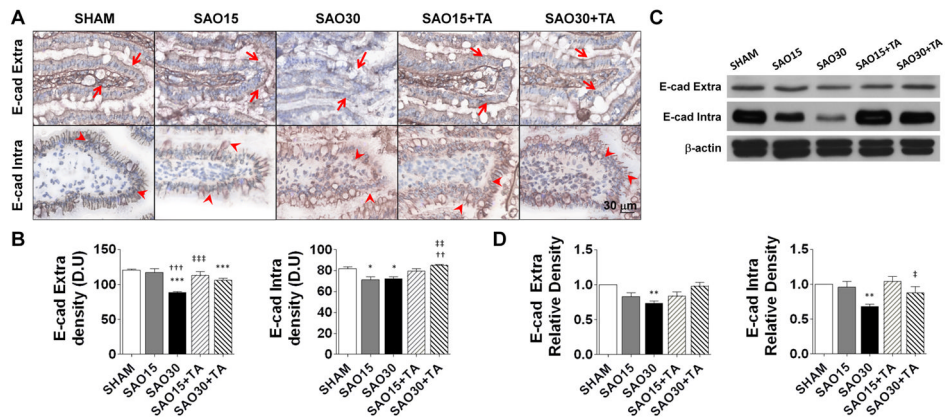 A
SHAM SAO15 SAO30 SAO15+TA SAO30+TA
E-cad Extra
E-cad Intra
30 µm
B
E-cad Extra
density (D.U)
150
100
50
0
†††
***
‡‡‡
***
SHAM
SAO15
SAO30
SAO15+TA
SAO30+TA
E-cad Intra
density (D.U)
100
80
60
40
20
0
*
*
‡‡
††
SHAM
SAO15
SAO30
SAO15+TA
SAO30+TA
C
SHAM SAO15 SAO30 SAO15+TA SAO30+TA
E-cad Extra
E-cad Intra
β-actin
D
E-cad Extra
Relative Density
1.5
1.0
0.5
0.0
**
SHAM
SAO15
SAO30
SAO15+TA
SAO30+TA
E-cad Intra
Relative Density
1.5
1.0
0.5
0.0
**
‡
SHAM
SAO15
SAO30
SAO15+TA
SAO30+TA